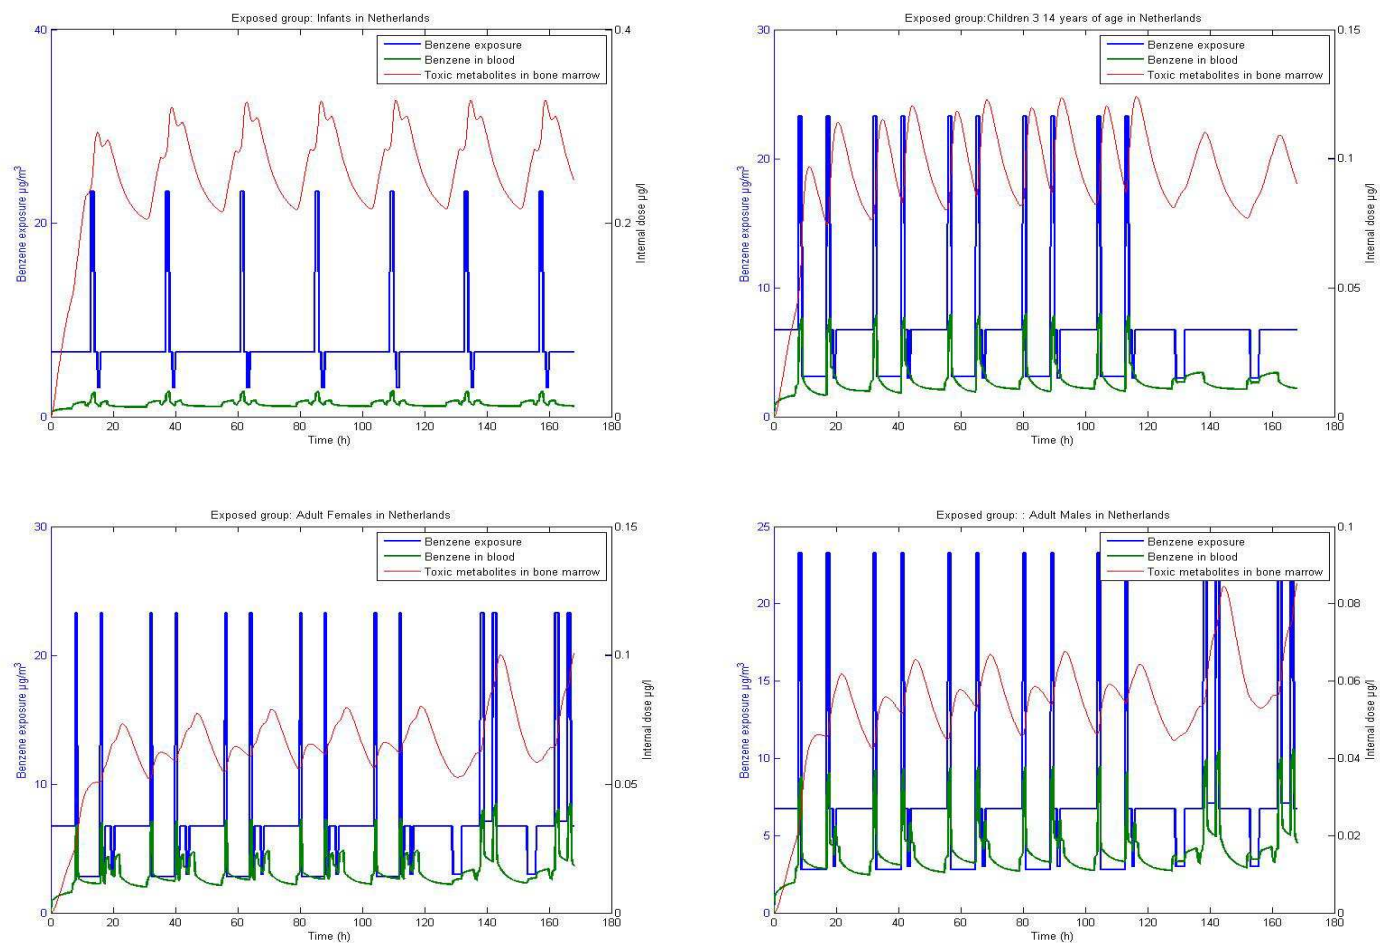 Exposed group: Infants in Netherlands
Benzene exposure
Benzene in blood
Toxic metabolites in bone marrow
40
20
0
0.4
0.2
0
Benzene exposure µg/m³
Internal dose µg/l
0 20 40 60 80 100 120 140 160 180
Time (h)
Exposed group:Children 3 14 years of age in Netherlands
Benzene exposure
Benzene in blood
Toxic metabolites in bone marrow
30
20
10
0
0.15
0.1
0.05
0
Benzene exposure µg/m³
Internal dose µg/l
0 20 40 60 80 100 120 140 160 180
Time (h)
Exposed group: Adult Females in Netherlands
Benzene exposure
Benzene in blood
Toxic metabolites in bone marrow
30
20
10
0
0.15
0.1
0.05
0
Benzene exposure µg/m³
Internal dose µg/l
0 20 40 60 80 100 120 140 160 180
Time (h)
Exposed group: : Adult Males in Netherlands
Benzene exposure
Benzene in blood
Toxic metabolites in bone marrow
25
20
15
10
5
0
0.1
0.08
0.06
0.04
0.02
0
Benzene exposure µg/m³
Internal dose µg/l
0 20 40 60 80 100 120 140 160 180
Time (h)